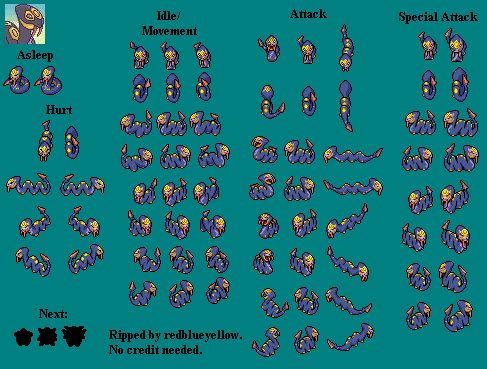 Idle/
Movement
Attack
Special Attack
Asleep
Hurt
Next:
Ripped by redblueyellow.
No credit needed.